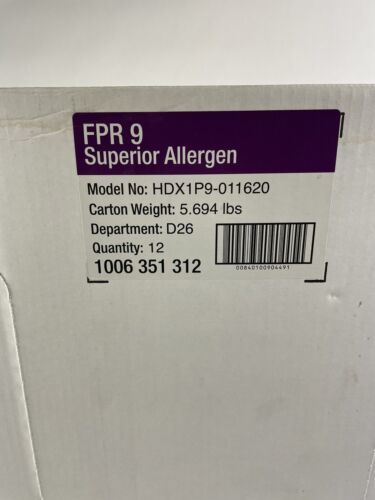 FPR 9
Superior Allergen
Model No: HDX1P9-011620
Carton Weight: 5.694 lbs
Department: D26
Quantity: 12
1006 351 312
00840100904491